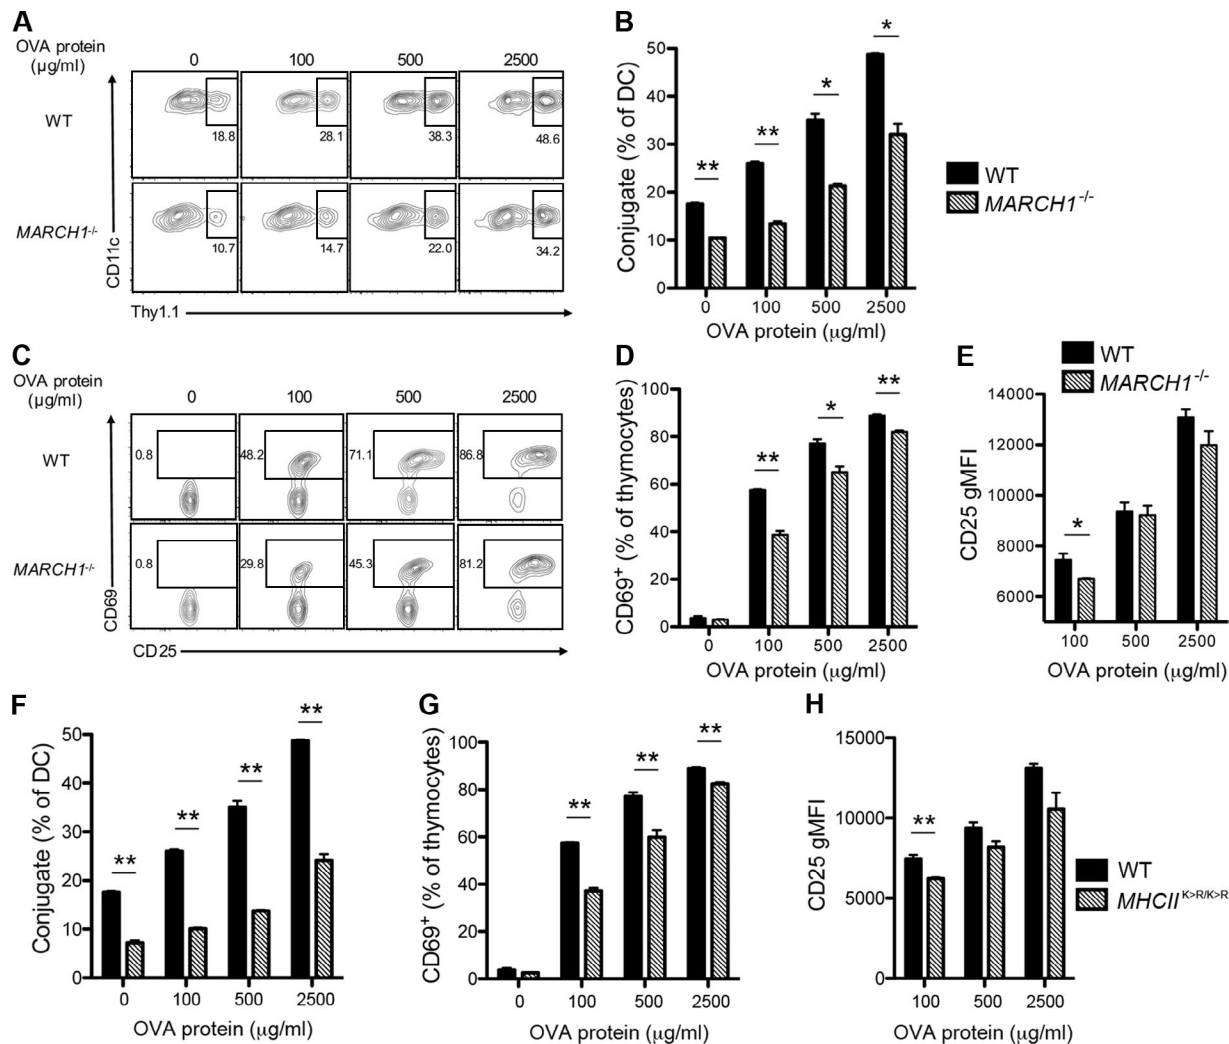 A
OVA protein
(µg/ml)
0 100 500 2500
WT
18.8 28.1 38.3 48.6
MARCH1-/-
10.7 14.7 22.0 34.2
CD11c
Thy1.1
B
Conjugate (% of DC)
50
40
30
20
10
0
** ** * *
0 100 500 2500
OVA protein (µg/ml)
WT
MARCH1-/-
C
OVA protein
(µg/ml)
0 100 500 2500
WT
0.8 48.2 71.1 86.8
MARCH1-/-
0.8 29.8 45.3 81.2
CD69
CD25
D
CD69+ (% of thymocytes)
100
80
60
40
20
0
** * **
0 100 500 2500
OVA protein (µg/ml)
E
WT
MARCH1-/-
CD25 gMFI
14000
12000
10000
8000
6000
*
100 500 2500
OVA protein (µg/ml)
F
Conjugate (% of DC)
50
40
30
20
10
0
** ** ** **
0 100 500 2500
OVA protein (µg/ml)
G
CD69+ (% of thymocytes)
100
80
60
40
20
0
** ** **
0 100 500 2500
OVA protein (µg/ml)
H
CD25 gMFI
15000
10000
5000
0
**
100 500 2500
OVA protein (µg/ml)
WT
MHCII K>R/K>R